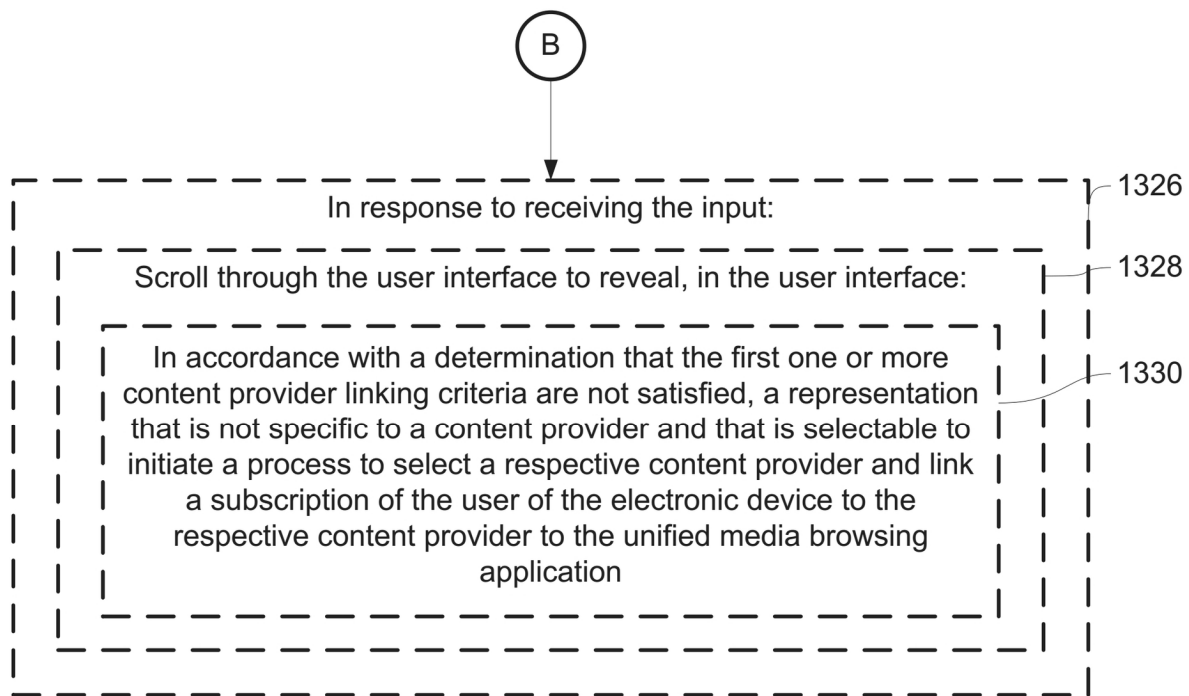 B
In response to receiving the input:
1326
Scroll through the user interface to reveal, in the user interface:
1328
In accordance with a determination that the first one or more
content provider linking criteria are not satisfied, a representation
1330
that is not specific to a content provider and that is selectable to
initiate a process to select a respective content provider and link
a subscription of the user of the electronic device to the
respective content provider to the unified media browsing
application